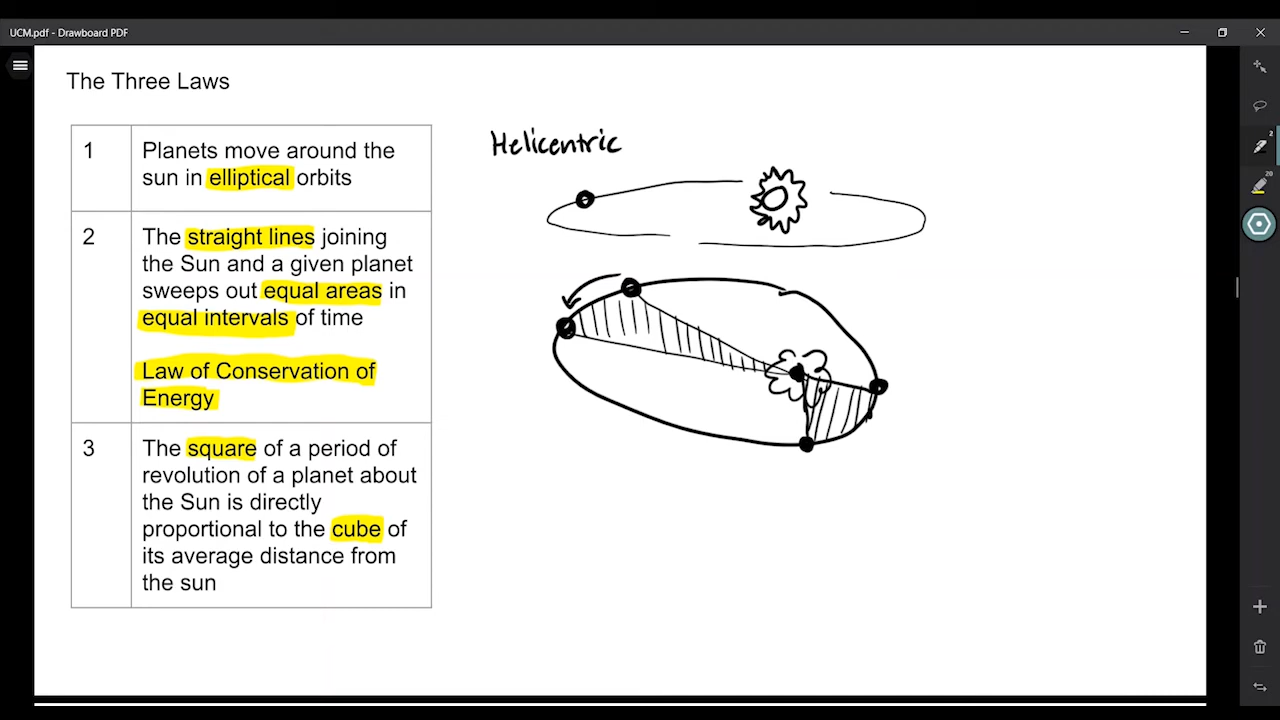 UCM.pdf - Drawboard PDF
The Three Laws
1
Planets move around the
sun in elliptical orbits
2
The straight lines joining
the Sun and a given planet
sweeps out equal areas in
equal intervals of time
Law of Conservation of
Energy
3
The square of a period of
revolution of a planet about
the Sun is directly
proportional to the cube of
its average distance from
the sun
Helicentric
2
20